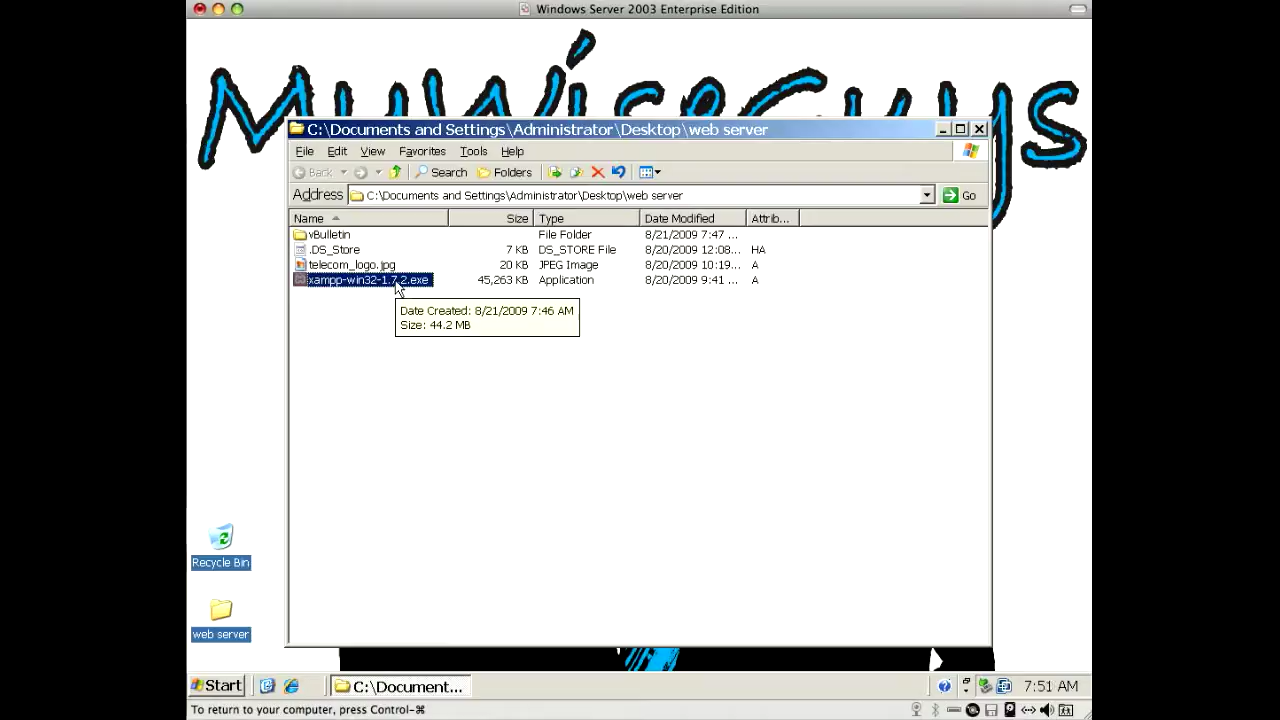 Windows Server 2003 Enterprise Edition
MyWiseGuys
C:\Documents and Settings\Administrator\Desktop\web server
File Edit View Favorites Tools Help
Back Search Folders
Address C:\Documents and Settings\Administrator\Desktop\web server Go
Name Size Type Date Modified Attrib...
vBulletin File Folder 8/21/2009 7:47 ...
.DS_Store 7 KB DS_STORE File 8/20/2009 12:08... HA
telecom_logo.jpg 20 KB JPEG Image 8/20/2009 10:19... A
xampp-win32-1.7.2.exe 45,263 KB Application 8/20/2009 9:41 ... A
Date Created: 8/21/2009 7:46 AM
Size: 44.2 MB
Recycle Bin
web server
Start C:\Document... 7:51 AM
To return to your computer, press Control-⌘